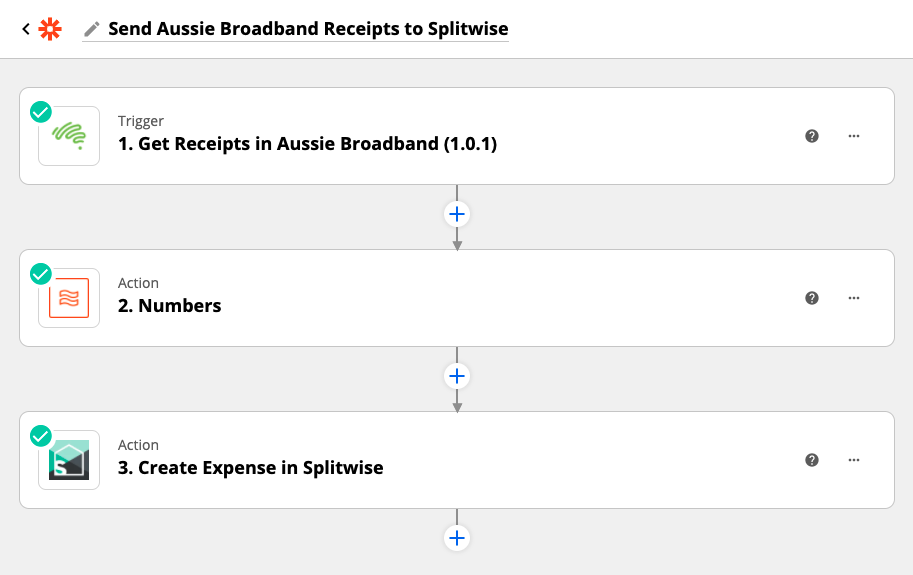 Send Aussie Broadband Receipts to Splitwise
Trigger
1. Get Receipts in Aussie Broadband (1.0.1)
Action
2. Numbers
Action
S
3. Create Expense in Splitwise